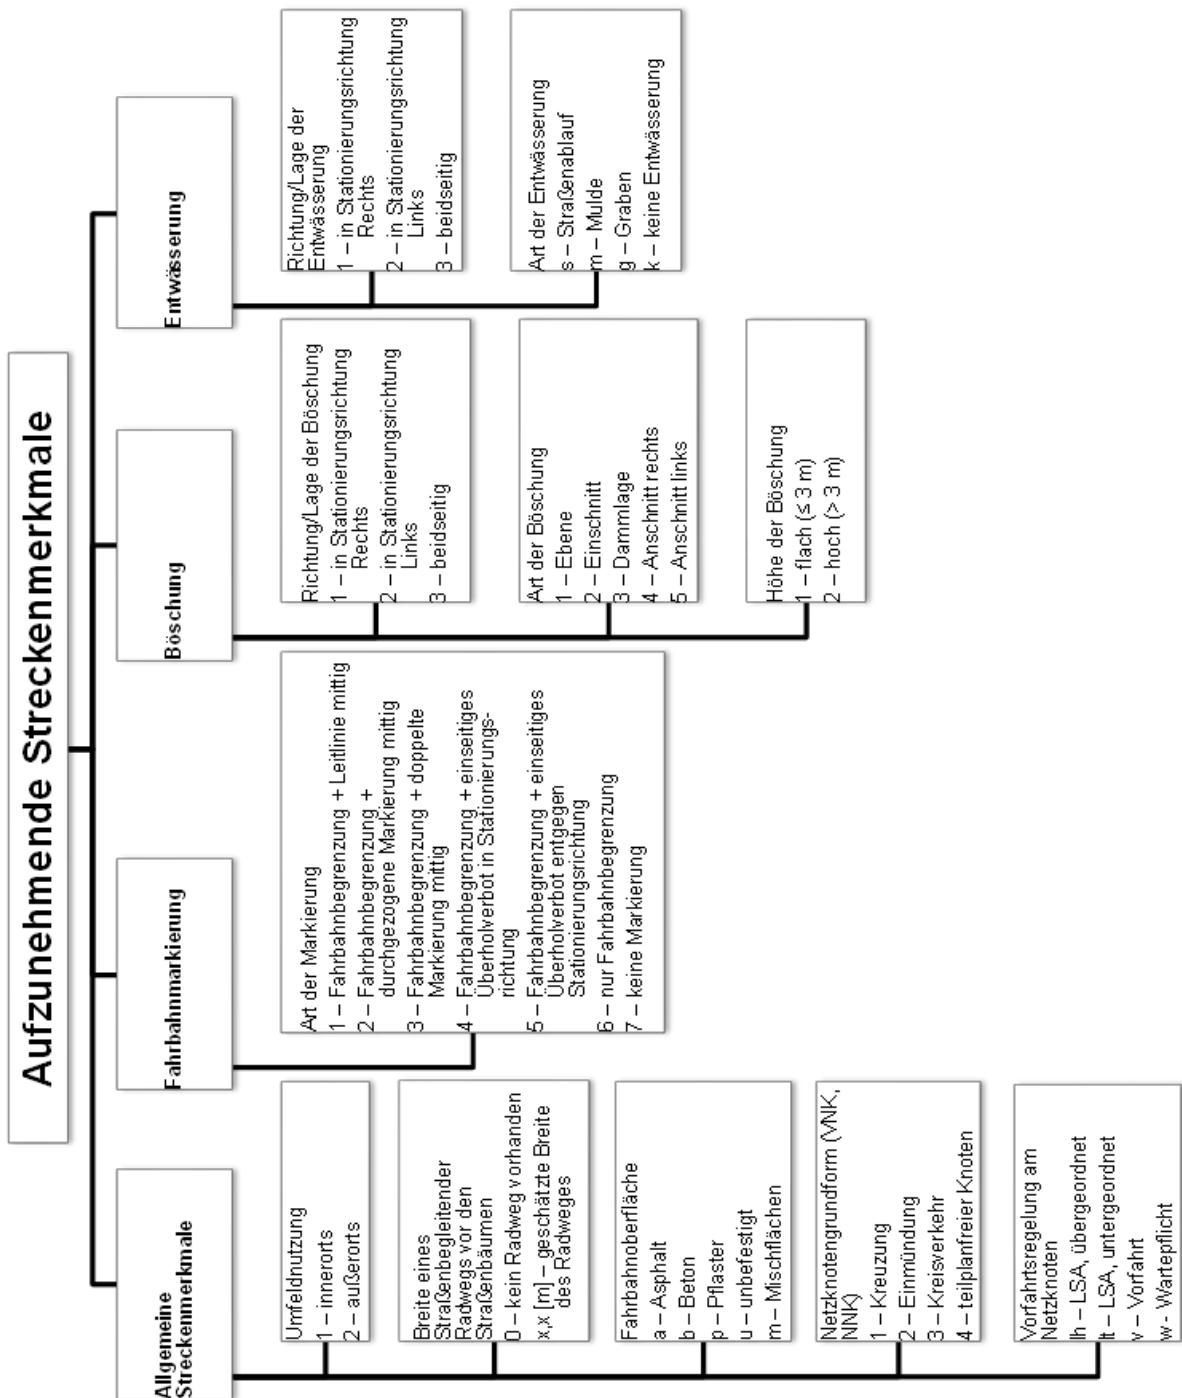 Aufzunehmende Streckenmerkmale
Allgemeine
Streckenmerkmale
Umfeldnutzung
1 – innerorts
2 – außerorts
Breite eines
Straßenbegleitender
Radwegs vor den
Straßenbäumen
0 – kein Radweg vorhanden
x,x [m] – geschätzte Breite
des Radweges
Fahrbahnoberfläche
a – Asphalt
b – Beton
p – Pflaster
u – unbefestigt
m – Mischflächen
Netzknotengrundform (VNK,
NNK)
1 – Kreuzung
2 – Einmündung
3 – Kreisverkehr
4 – teilplanfreier Knoten
Vorfahrtsregelung am
Netzknoten
lh – LSA, übergeordnet
lt – LSA, untergeordnet
v – Vorfahrt
w - Wartepflicht
Fahrbahnmarkierung
Art der Markierung
1 – Fahrbahnbegrenzung + Leitlinie mittig
2 – Fahrbahnbegrenzung +
durchgezogene Markierung mittig
3 – Fahrbahnbegrenzung + doppelte
Markierung mittig
4 – Fahrbahnbegrenzung + einseitiges
Überholverbot in Stationierungs-
richtung
5 – Fahrbahnbegrenzung + einseitiges
Überholverbot entgegen
Stationierungsrichtung
6 – nur Fahrbahnbegrenzung
7 – keine Markierung
Böschung
Richtung/Lage der Böschung
1 – in Stationierungsrichtung
Rechts
2 – in Stationierungsrichtung
Links
3 – beidseitig
Art der Böschung
1 – Ebene
2 – Einschnitt
3 – Dammlage
4 – Anschnitt rechts
5 – Anschnitt links
Höhe der Böschung
1 – flach (≤ 3 m)
2 – hoch (> 3 m)
Entwässerung
Richtung/Lage der
Entwässerung
1 – in Stationierungsrichtung
Rechts
2 – in Stationierungsrichtung
Links
3 – beidseitig
Art der Entwässerung
s – Straßenablauf
m – Mulde
g – Graben
k – keine Entwässerung